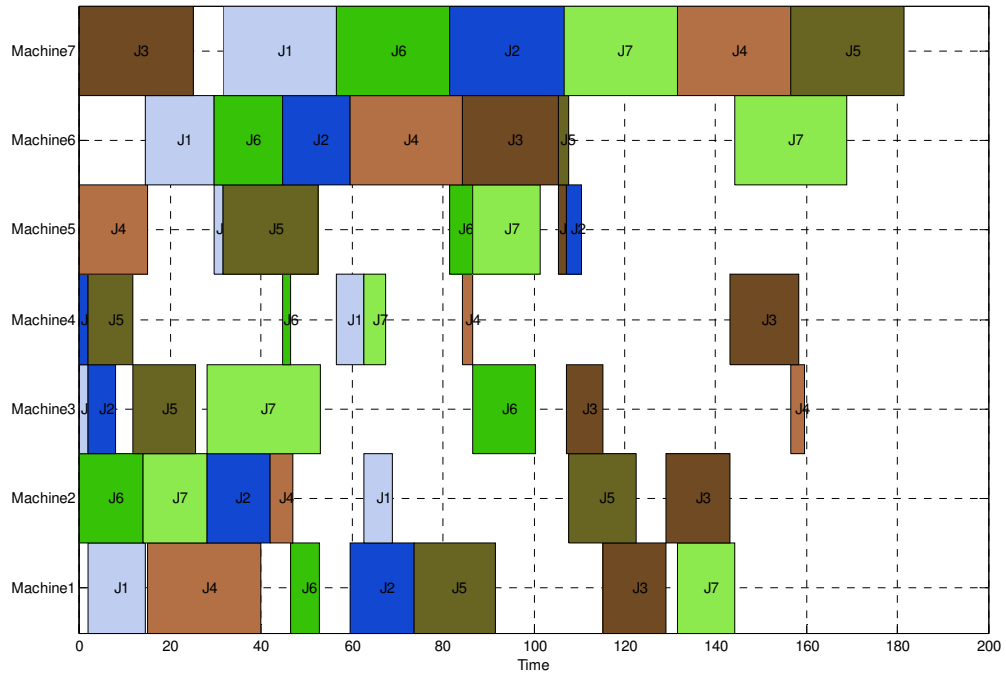 Machine7 J3 J1 J6 J2 J7 J4 J5
Machine6 J1 J6 J2 J4 J3 J5 J7
Machine5 J4 J J5 J6 J7 J J2
Machine4 J J5 J6 J1 J7 J4 J3
Machine3 J J2 J5 J7 J6 J3 J4
Machine2 J6 J7 J2 J4 J1 J5 J3
Machine1 J1 J4 J6 J2 J5 J3 J7
0 20 40 60 80 100 120 140 160 180 200
Time